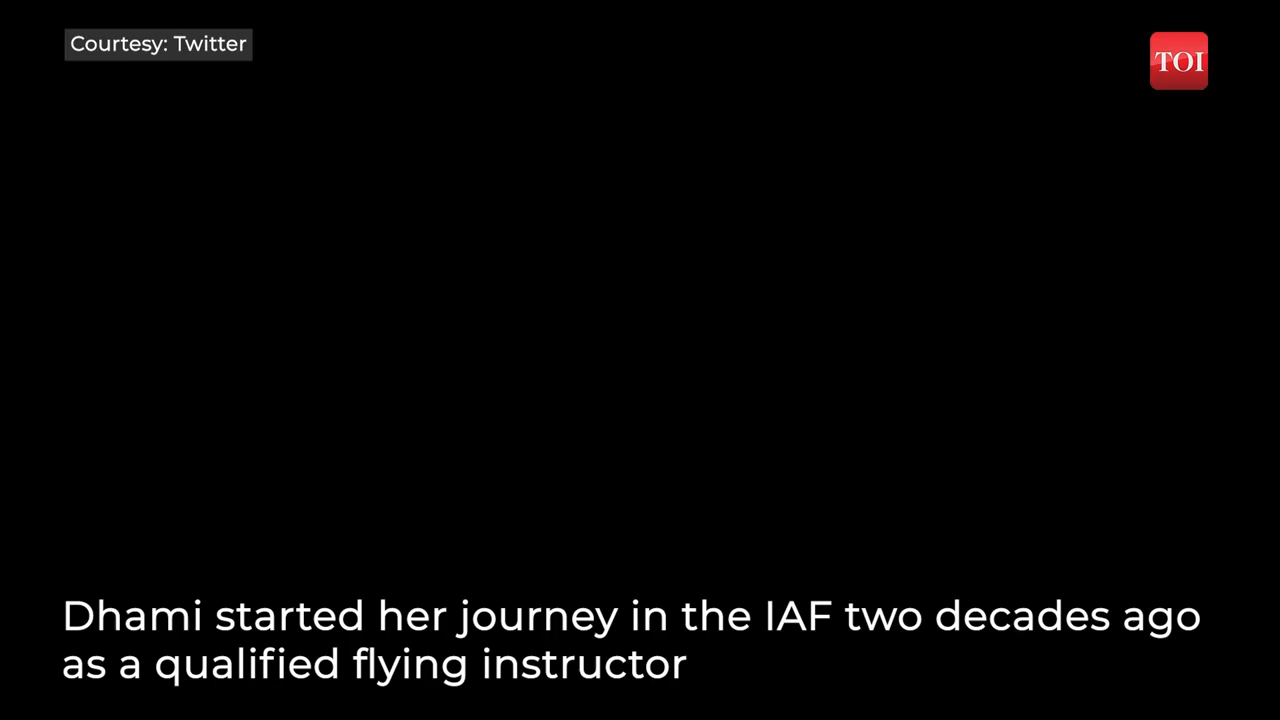 Courtesy: Twitter
TOI
Dhami started her journey in the IAF two decades ago
as a qualified flying instructor